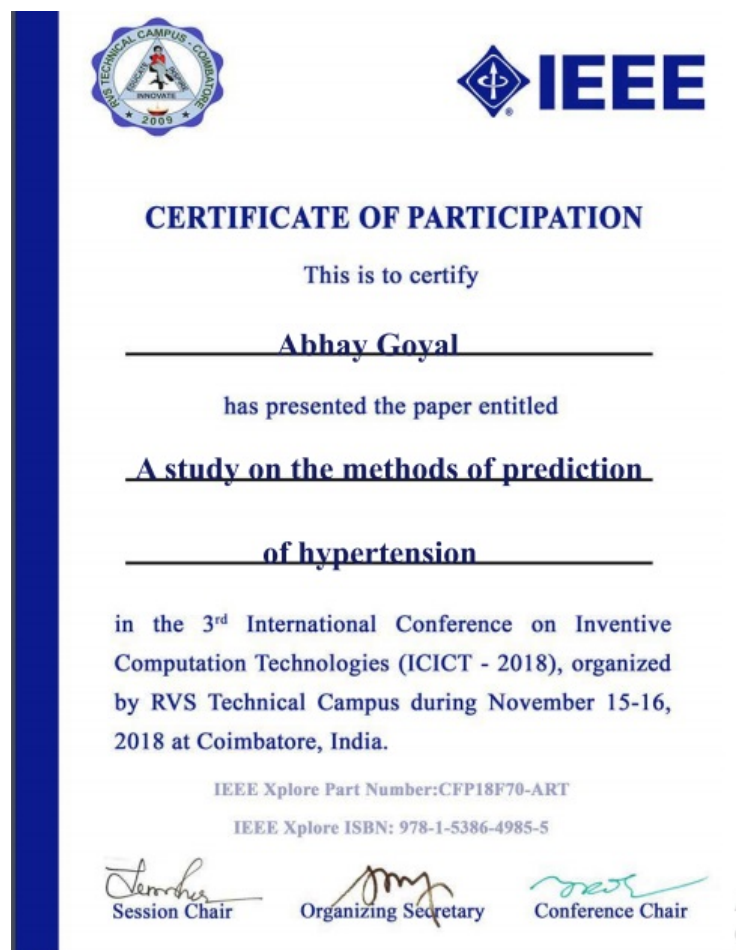 RVS TECHNICAL CAMPUS - COIMBATORE
EDUCATE
INSPIRE
INNOVATE
★ 2009 ★
IEEE
®
CERTIFICATE OF PARTICIPATION
This is to certify
Abhay Goyal
has presented the paper entitled
A study on the methods of prediction
of hypertension
in the 3rd International Conference on Inventive
Computation Technologies (ICICT - 2018), organized
by RVS Technical Campus during November 15-16,
2018 at Coimbatore, India.
IEEE Xplore Part Number:CFP18F70-ART
IEEE Xplore ISBN: 978-1-5386-4985-5
Session Chair
Organizing Secretary
Conference Chair